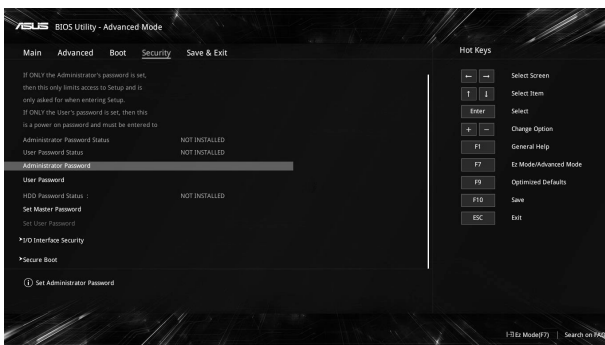 ASUS BIOS Utility - Advanced Mode
Main Advanced Boot Security Save & Exit
Hot Keys
If ONLY the Administrator's password is set,
then this only limits access to Setup and is
only asked for when entering Setup.
If ONLY the User's password is set, then this
is a power on password and must be entered to
Administrator Password Status NOT INSTALLED
User Password Status NOT INSTALLED
Administrator Password
User Password
HDD Password Status : NOT INSTALLED
Set Master Password
Set User Password
I/O Interface Security
Secure Boot
Set Administrator Password
← → Select Screen
↑ ↓ Select Item
Enter Select
+ − Change Option
F1 General Help
F7 Ez Mode/Advanced Mode
F9 Optimized Defaults
F10 Save
ESC Exit
Ez Mode(F7) | Search on FAQ